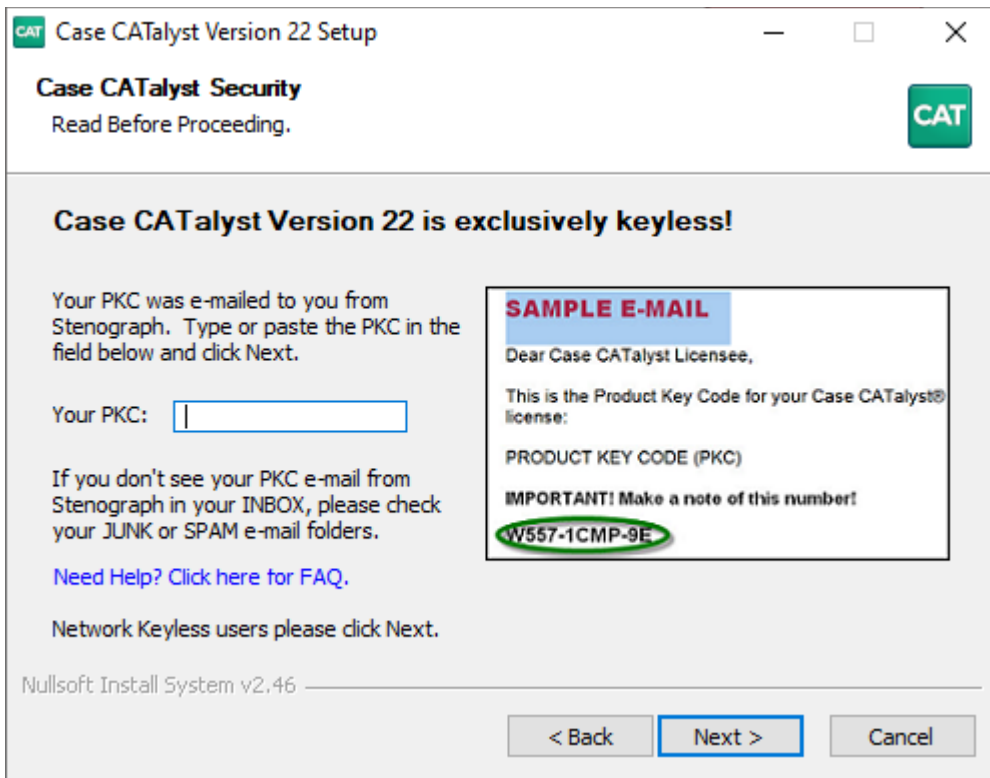 CAT Case CATalyst Version 22 Setup
Case CATalyst Security
Read Before Proceeding.
CAT
Case CATalyst Version 22 is exclusively keyless!
Your PKC was e-mailed to you from
Stenograph. Type or paste the PKC in the
field below and click Next.
Your PKC:
If you don't see your PKC e-mail from
Stenograph in your INBOX, please check
your JUNK or SPAM e-mail folders.
Need Help? Click here for FAQ.
Network Keyless users please click Next.
SAMPLE E-MAIL
Dear Case CATalyst Licensee,
This is the Product Key Code for your Case CATalyst®
license:
PRODUCT KEY CODE (PKC)
IMPORTANT! Make a note of this number!
W557-1CMP-9E
Nullsoft Install System v2.46
< Back Next > Cancel